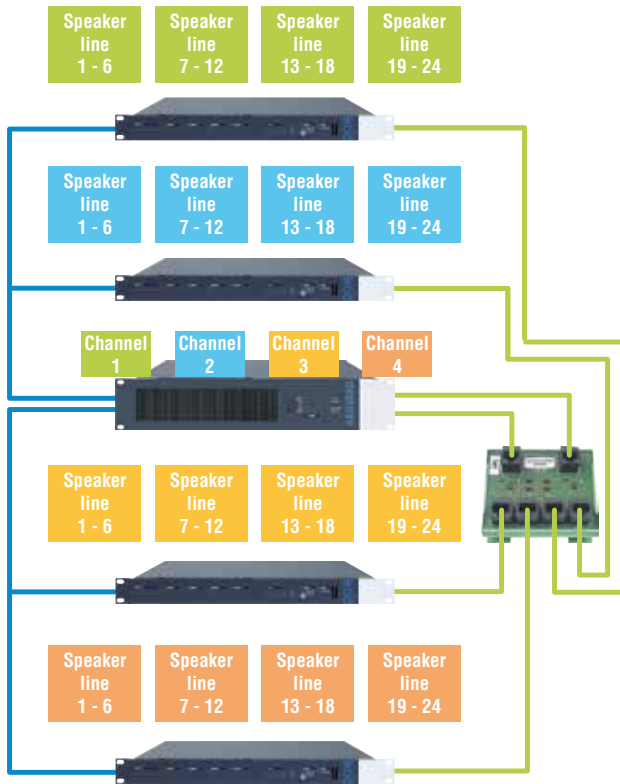 Speaker
line
1 - 6
Speaker
line
7 - 12
Speaker
line
13 - 18
Speaker
line
19 - 24
Speaker
line
1 - 6
Speaker
line
7 - 12
Speaker
line
13 - 18
Speaker
line
19 - 24
Channel
1
Channel
2
Channel
3
Channel
4
Speaker
line
1 - 6
Speaker
line
7 - 12
Speaker
line
13 - 18
Speaker
line
19 - 24
Speaker
line
1 - 6
Speaker
line
7 - 12
Speaker
line
13 - 18
Speaker
line
19 - 24